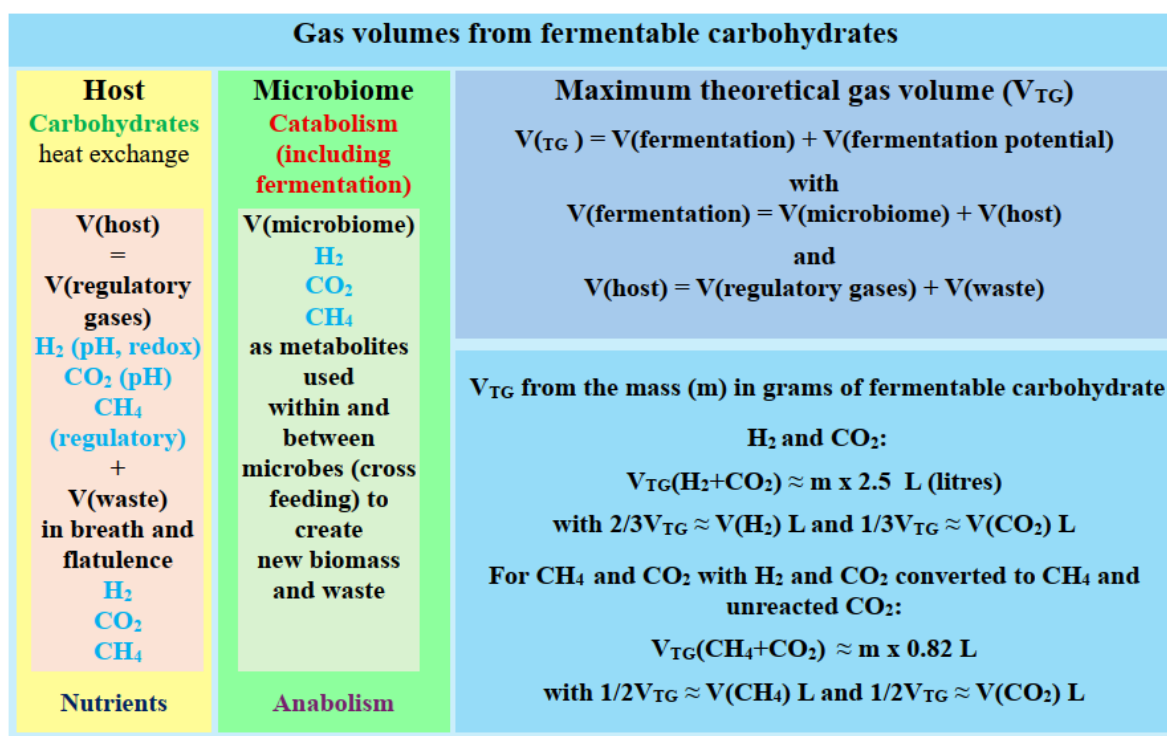 Gas volumes from fermentable carbohydrates
Host
Carbohydrates
heat exchange
V(host)
=
V(regulatory
gases)
H₂ (pH, redox)
CO₂ (pH)
CH₄
(regulatory)
+
V(waste)
in breath and
flatulence
H₂
CO₂
CH₄
Nutrients
Microbiome
Catabolism
(including
fermentation)
V(microbiome)
H₂
CO₂
CH₄
as metabolites
used
within and
between
microbes (cross
feeding) to
create
new biomass
and waste
Anabolism
Maximum theoretical gas volume (V_TG)
V(_TG ) = V(fermentation) + V(fermentation potential)
with
V(fermentation) = V(microbiome) + V(host)
and
V(host) = V(regulatory gases) + V(waste)
V_TG from the mass (m) in grams of fermentable carbohydrate
H₂ and CO₂:
V_TG(H₂+CO₂) ≈ m x 2.5 L (litres)
with 2/3V_TG ≈ V(H₂) L and 1/3V_TG ≈ V(CO₂) L
For CH₄ and CO₂ with H₂ and CO₂ converted to CH₄ and
unreacted CO₂:
V_TG(CH₄+CO₂) ≈ m x 0.82 L
with 1/2V_TG ≈ V(CH₄) L and 1/2V_TG ≈ V(CO₂) L